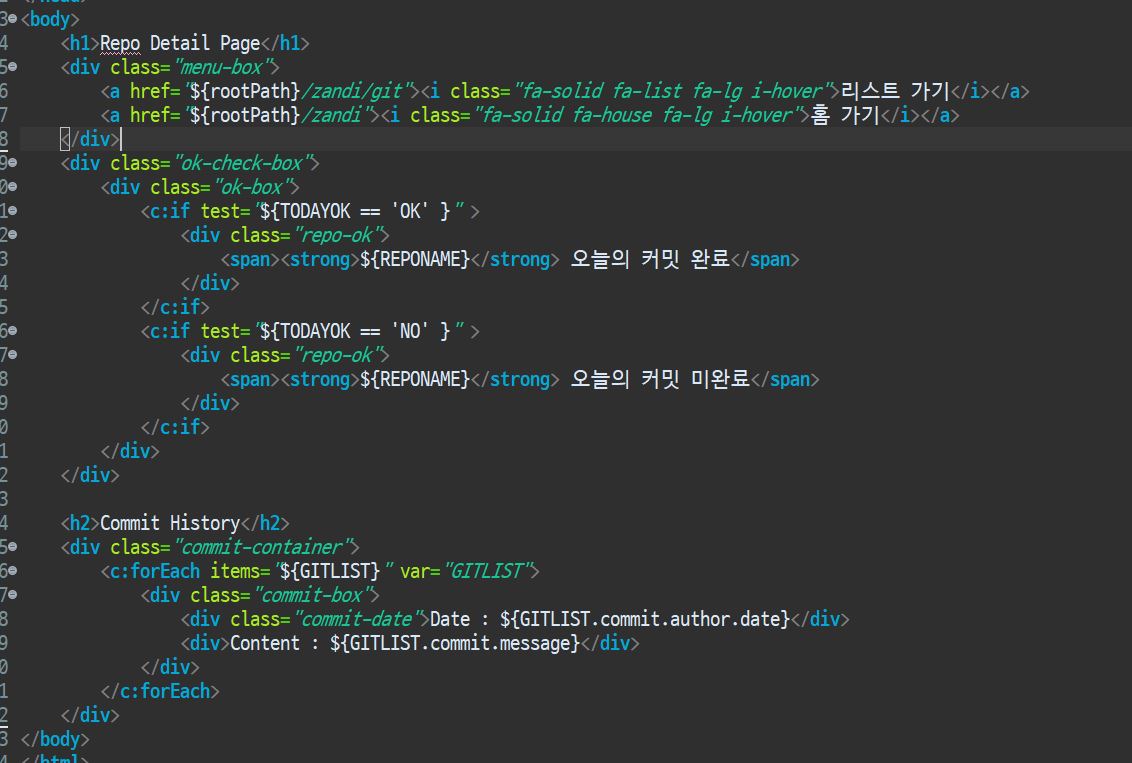 3 <body>
4 <h1>Repo Detail Page</h1>
5 <div class="menu-box">
6 <a href="${rootPath}/zandi/git"><i class="fa-solid fa-list fa-lg i-hover">리스트 가기</i></a>
7 <a href="${rootPath}/zandi"><i class="fa-solid fa-house fa-lg i-hover">홈 가기</i></a>
8 </div>
9 <div class="ok-check-box">
0 <div class="ok-box">
1 <c:if test="${TODAYOK == 'OK' }" >
2 <div class="repo-ok">
3 <span><strong>${REPONAME}</strong> 오늘의 커밋 완료</span>
4 </div>
5 </c:if>
6 <c:if test="${TODAYOK == 'NO' }" >
7 <div class="repo-ok">
8 <span><strong>${REPONAME}</strong> 오늘의 커밋 미완료</span>
9 </div>
0 </c:if>
1 </div>
2 </div>
3
4 <h2>Commit History</h2>
5 <div class="commit-container">
6 <c:forEach items="${GITLIST}" var="GITLIST">
7 <div class="commit-box">
8 <div class="commit-date">Date : ${GITLIST.commit.author.date}</div>
9 <div>Content : ${GITLIST.commit.message}</div>
0 </div>
1 </c:forEach>
2 </div>
3 </body>
4 </html>